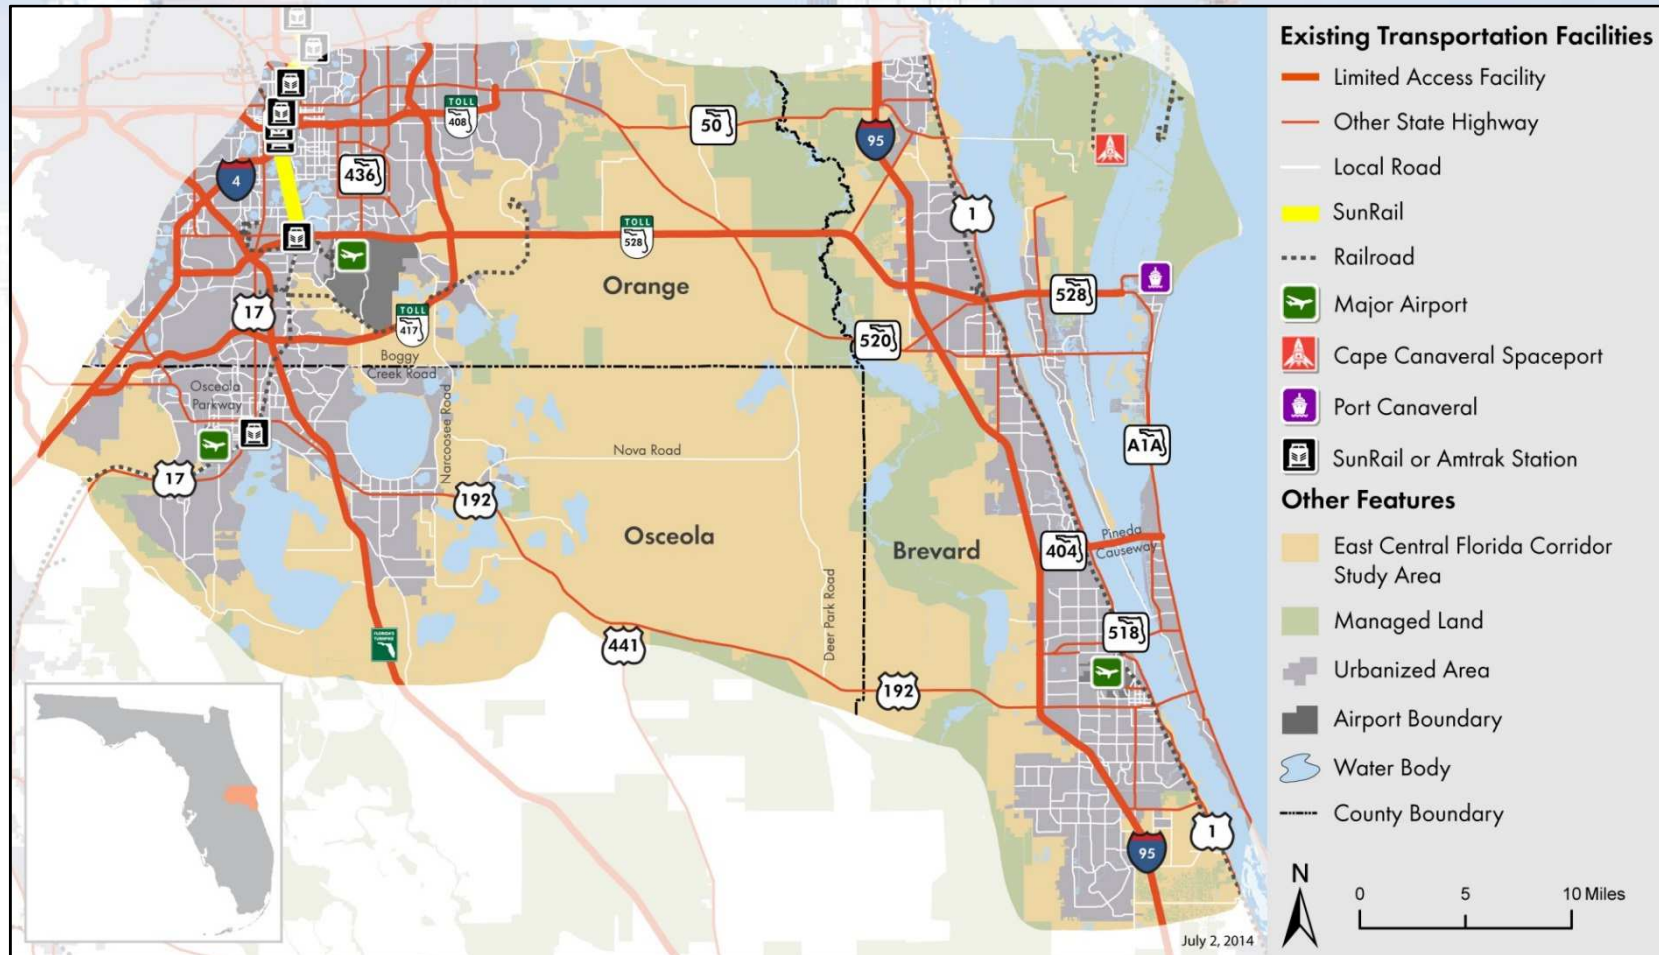 TOLL
408
50
95
436
4
1
TOLL
528
Orange
528
17
TOLL
417
520
Boggy
Creek Road
Osceola
Parkway
Narcoossee Road
A1A
Nova Road
17
192
Osceola
Brevard
404
Pineda
Causeway
Deer Park Road
518
FLORIDA'S
TURNPIKE
441
192
1
95
July 2, 2014
Existing Transportation Facilities
Limited Access Facility
Other State Highway
Local Road
SunRail
Railroad
Major Airport
Cape Canaveral Spaceport
Port Canaveral
SunRail or Amtrak Station
Other Features
East Central Florida Corridor
Study Area
Managed Land
Urbanized Area
Airport Boundary
Water Body
County Boundary
N
0 5 10 Miles